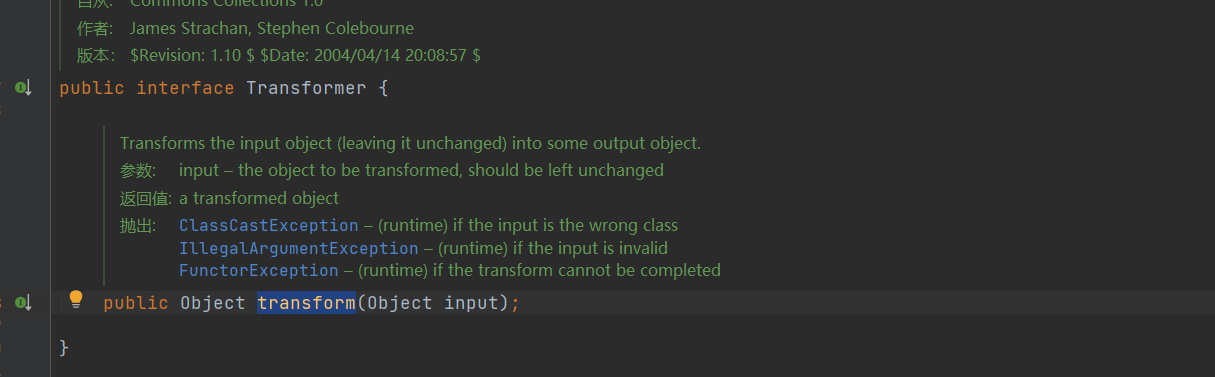 自从: Commons Collections 1.0
作者: James Strachan, Stephen Colebourne
版本: $Revision: 1.10 $ $Date: 2004/04/14 20:08:57 $
public interface Transformer {
Transforms the input object (leaving it unchanged) into some output object.
参数: input – the object to be transformed, should be left unchanged
返回值: a transformed object
抛出: ClassCastException – (runtime) if the input is the wrong class
IllegalArgumentException – (runtime) if the input is invalid
FunctorException – (runtime) if the transform cannot be completed
public Object transform(Object input);
}